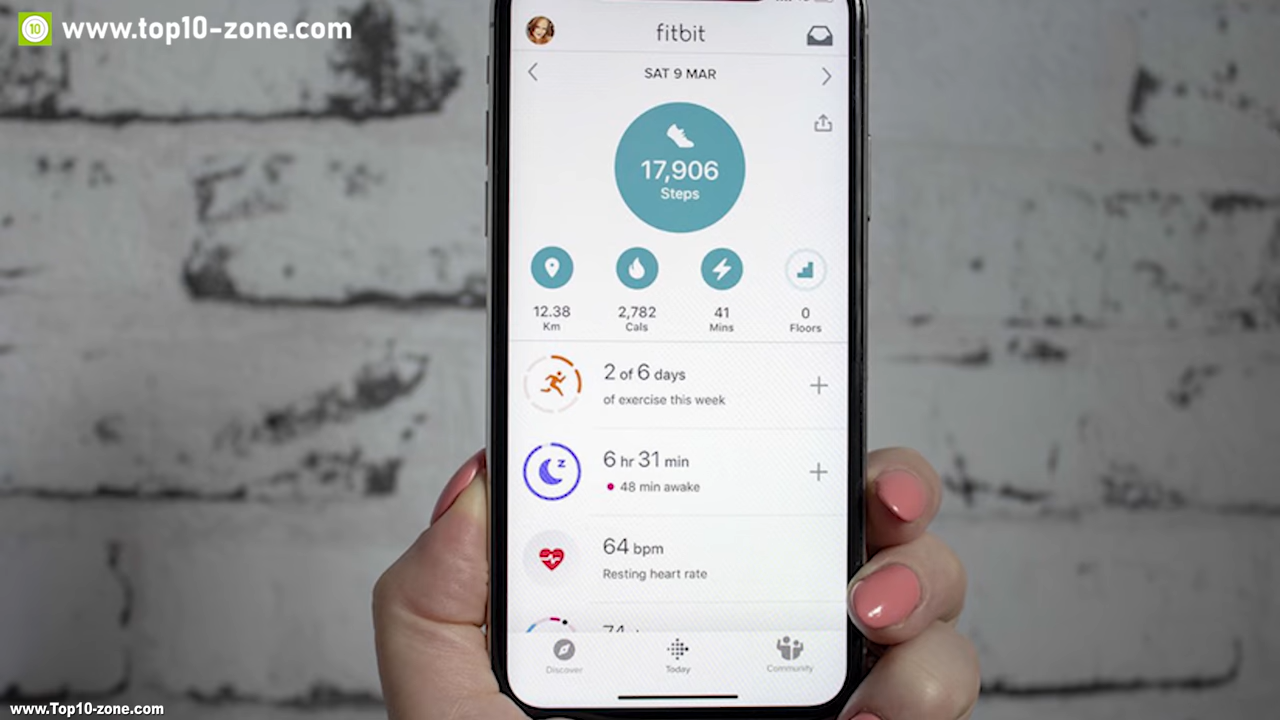 10
www.top10-zone.com
fitbit
SAT 9 MAR
17,906
Steps
12.38
Km
2,782
Cals
41
Mins
0
Floors
2 of 6 days
of exercise this week
z
6 hr 31 min
48 min awake
64 bpm
Resting heart rate
Discover
Today
Community
www.Top10-zone.com